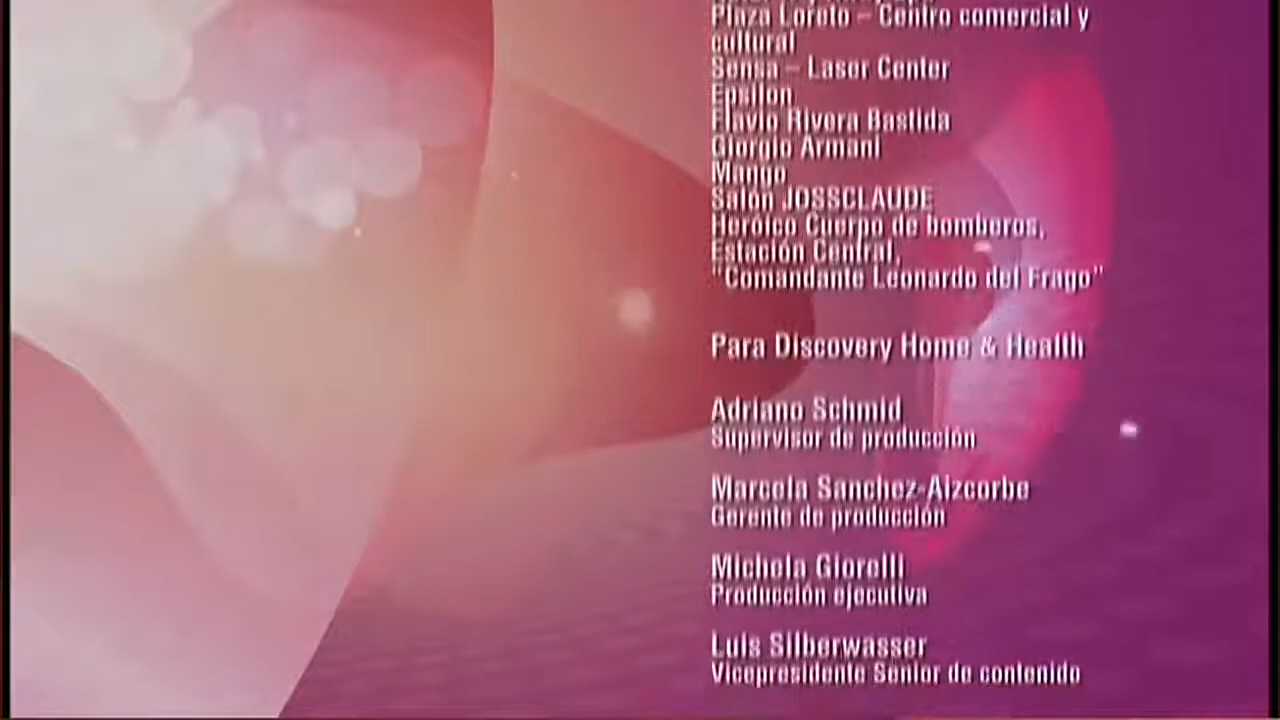 Plaza Loreto – Centro comercial y
cultural
Sensa – Laser Center
Epsilon
Flavio Rivera Bastida
Giorgio Armani
Mango
Salón JOSSCLAUDE
Heróico Cuerpo de bomberos,
Estación Central,
"Comandante Leonardo del Frago"
Para Discovery Home & Health
Adriano Schmid
Supervisor de producción
Marcela Sanchez-Aizcorbe
Gerente de producción
Michela Giorelli
Producción ejecutiva
Luis Silberwasser
Vicepresidente Senior de contenido